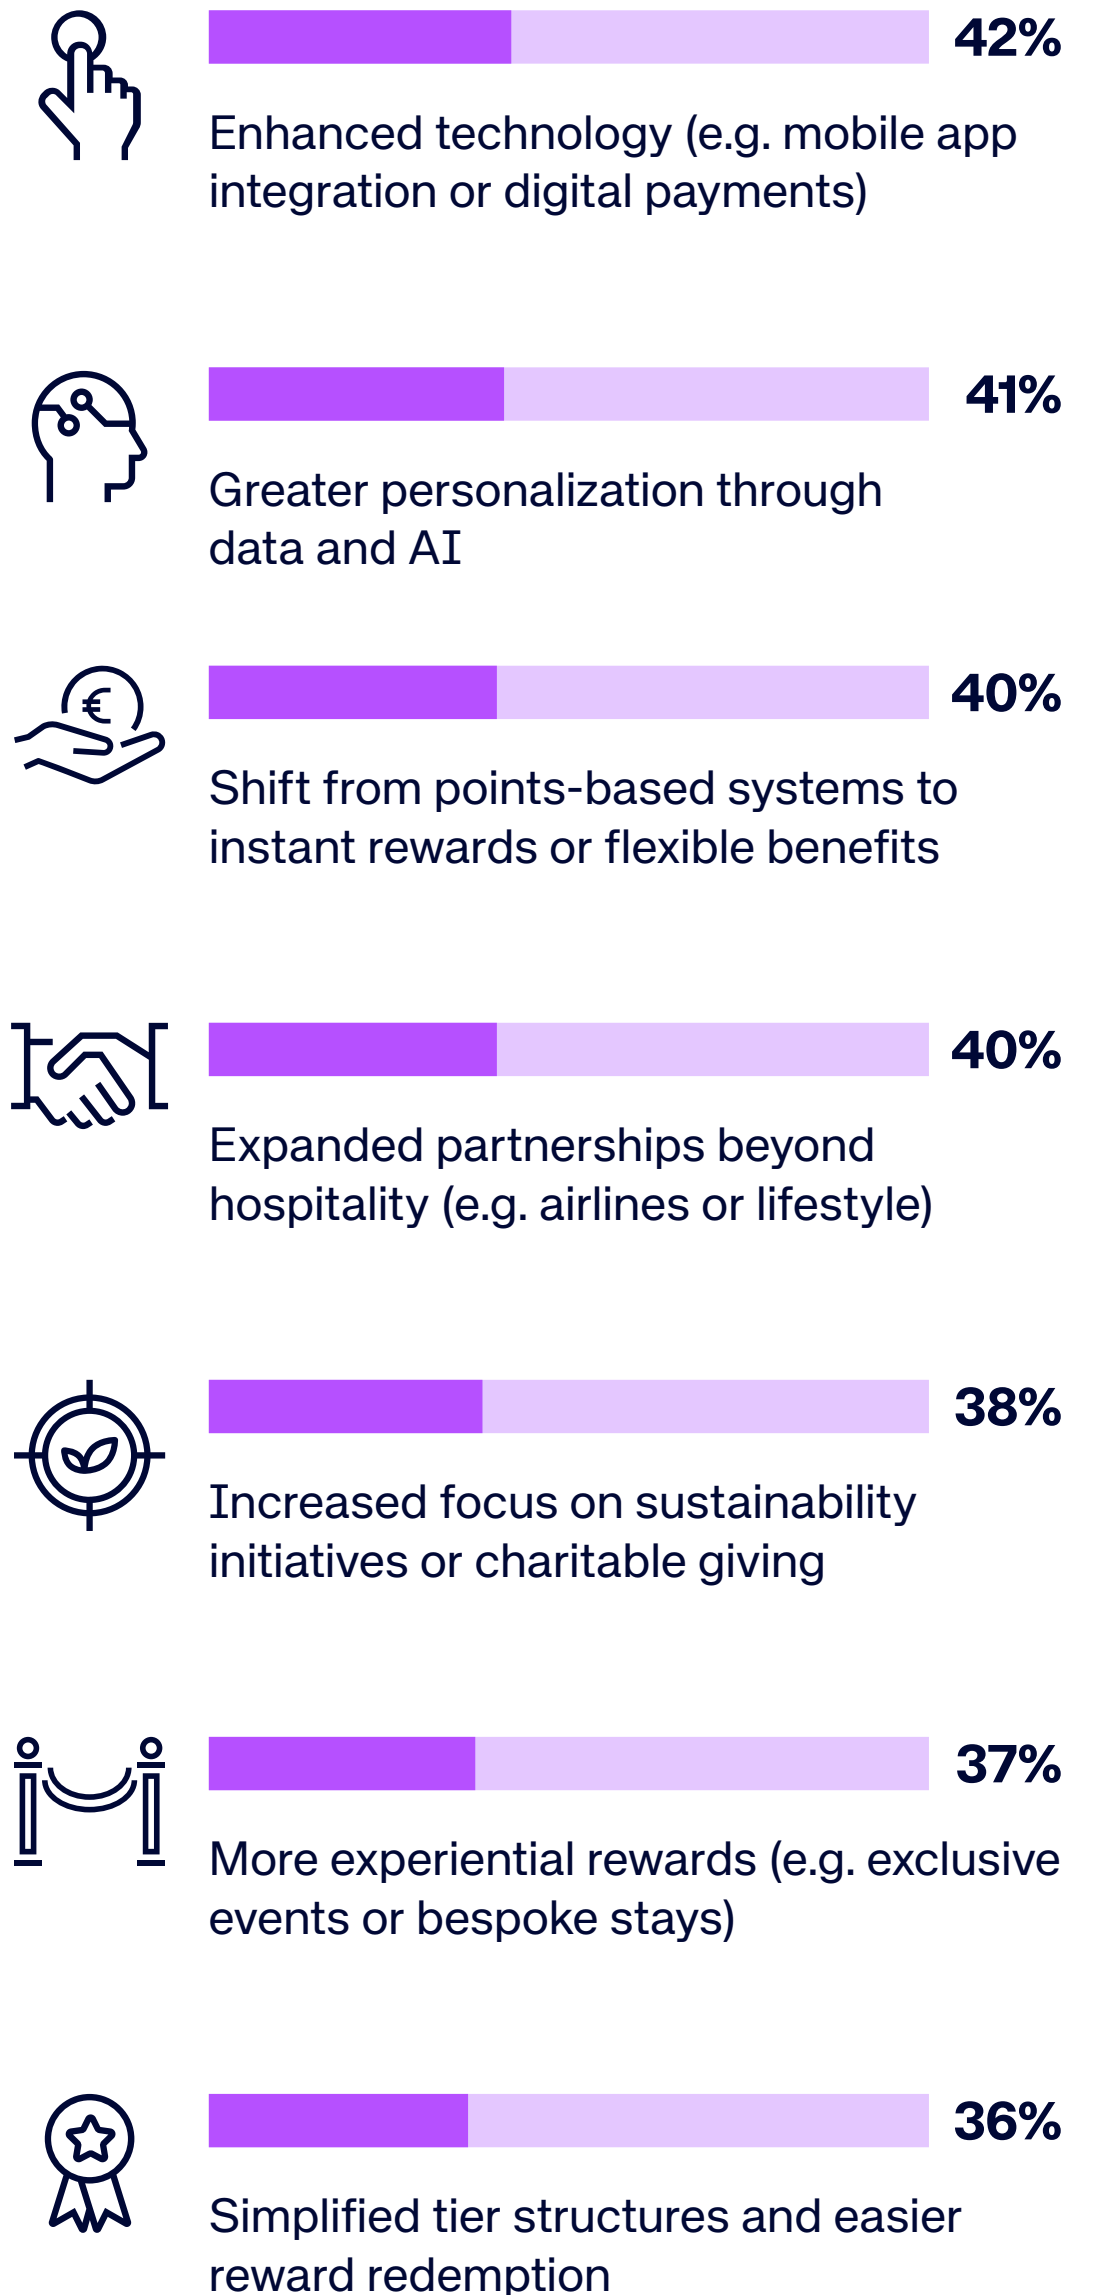 42%
Enhanced technology (e.g. mobile app
integration or digital payments)
41%
Greater personalization through
data and AI
€
40%
Shift from points-based systems to
instant rewards or flexible benefits
40%
Expanded partnerships beyond
hospitality (e.g. airlines or lifestyle)
38%
Increased focus on sustainability
initiatives or charitable giving
37%
More experiential rewards (e.g. exclusive
events or bespoke stays)
36%
Simplified tier structures and easier
reward redemption